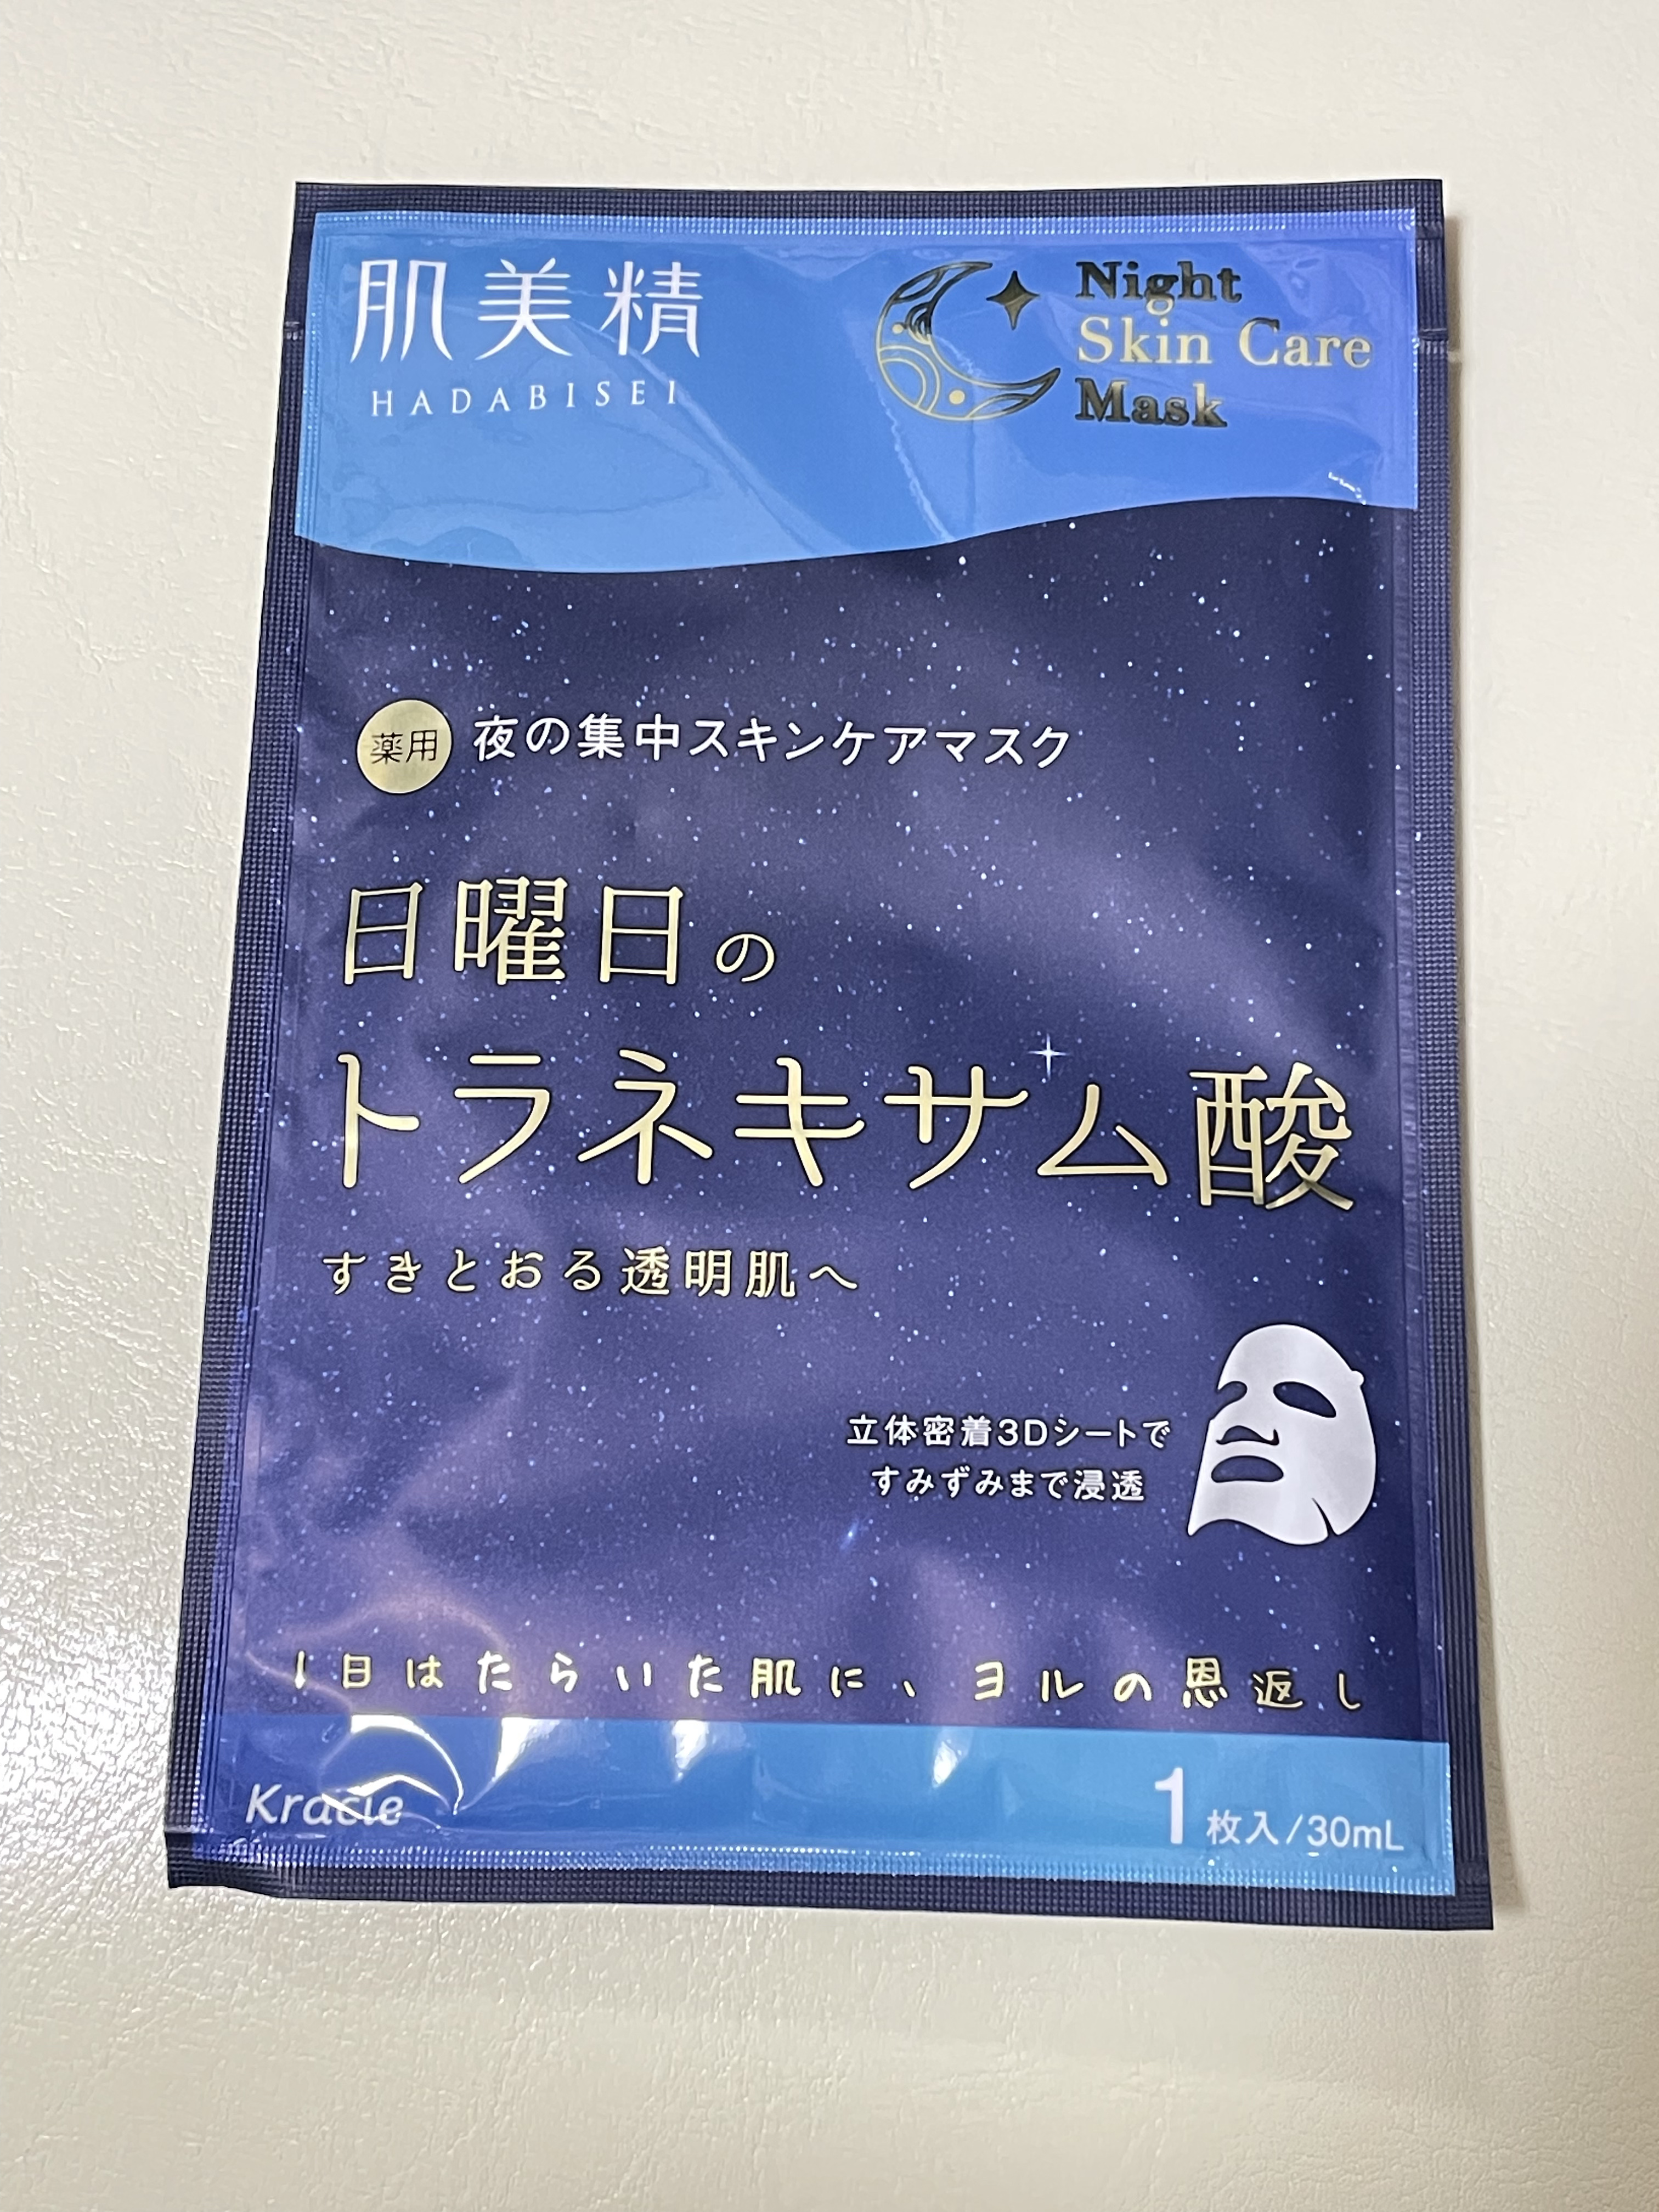 肌美精
HADABISEI
Night
Skin Care
Mask
薬用 夜の集中スキンケアマスク
日曜日の
トラネキサム酸
すきとおる透明肌へ
立体密着3Dシートで
すみずみまで浸透
1日はたらいた肌に、ヨルの恩返し
Kracie
1枚入/30mL